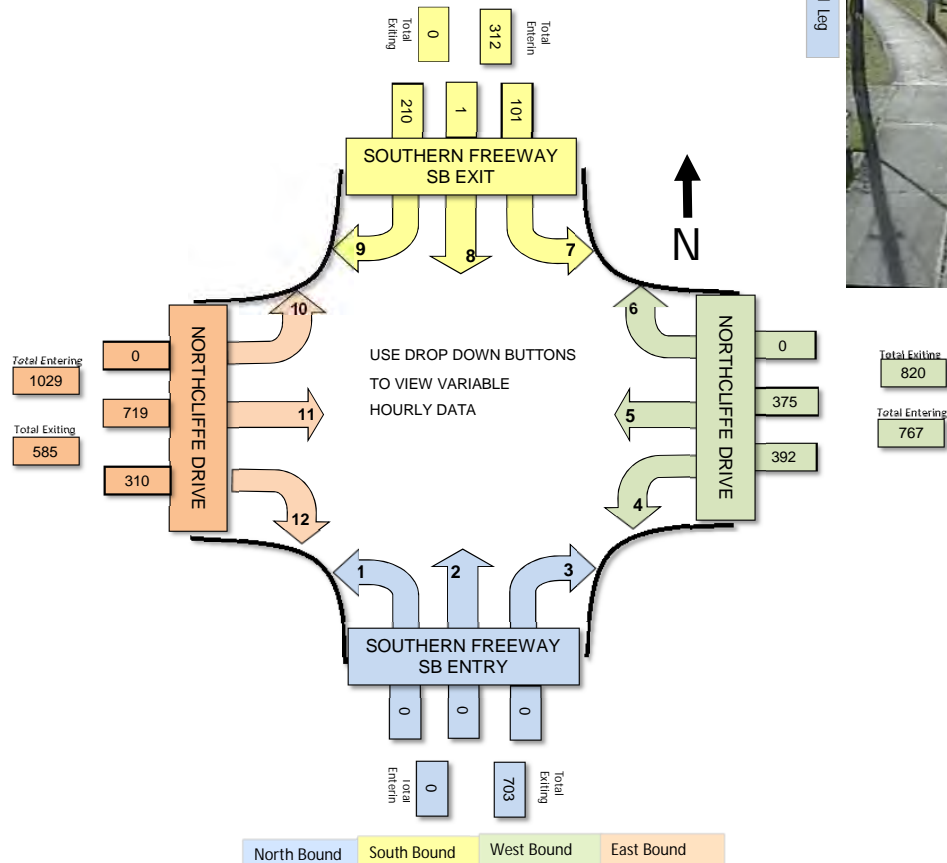 Leg
Total
Exiting
0
312
Total
Enterin
210
1
101
SOUTHERN FREEWAY
SB EXIT
9
8
7
N
10
6
NORTHCLIFFE DRIVE
NORTHCLIFFE DRIVE
Total Entering
1029
0
719
Total Exiting
585
310
USE DROP DOWN BUTTONS
TO VIEW VARIABLE
HOURLY DATA
11
5
0
375
392
Total Exiting
820
Total Entering
767
12
4
1
2
3
SOUTHERN FREEWAY
SB ENTRY
0
0
0
Total
Enterin
0
703
Total
Exiting
North Bound
South Bound
West Bound
East Bound